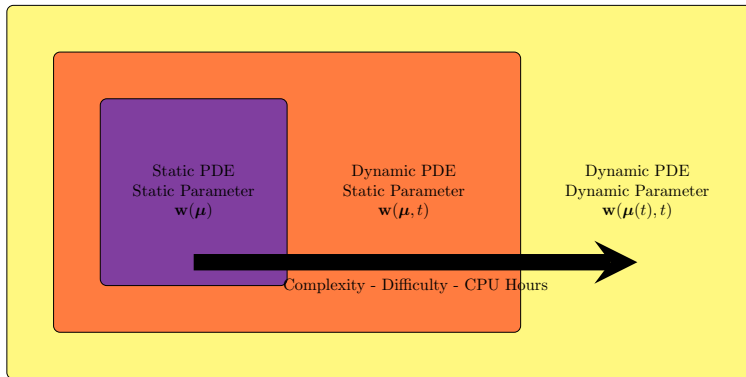 Static PDE
Static Parameter
𝐰(𝝁)
Dynamic PDE
Static Parameter
𝐰(𝝁, t)
Dynamic PDE
Dynamic Parameter
𝐰(𝝁(t), t)
Complexity - Difficulty - CPU Hours